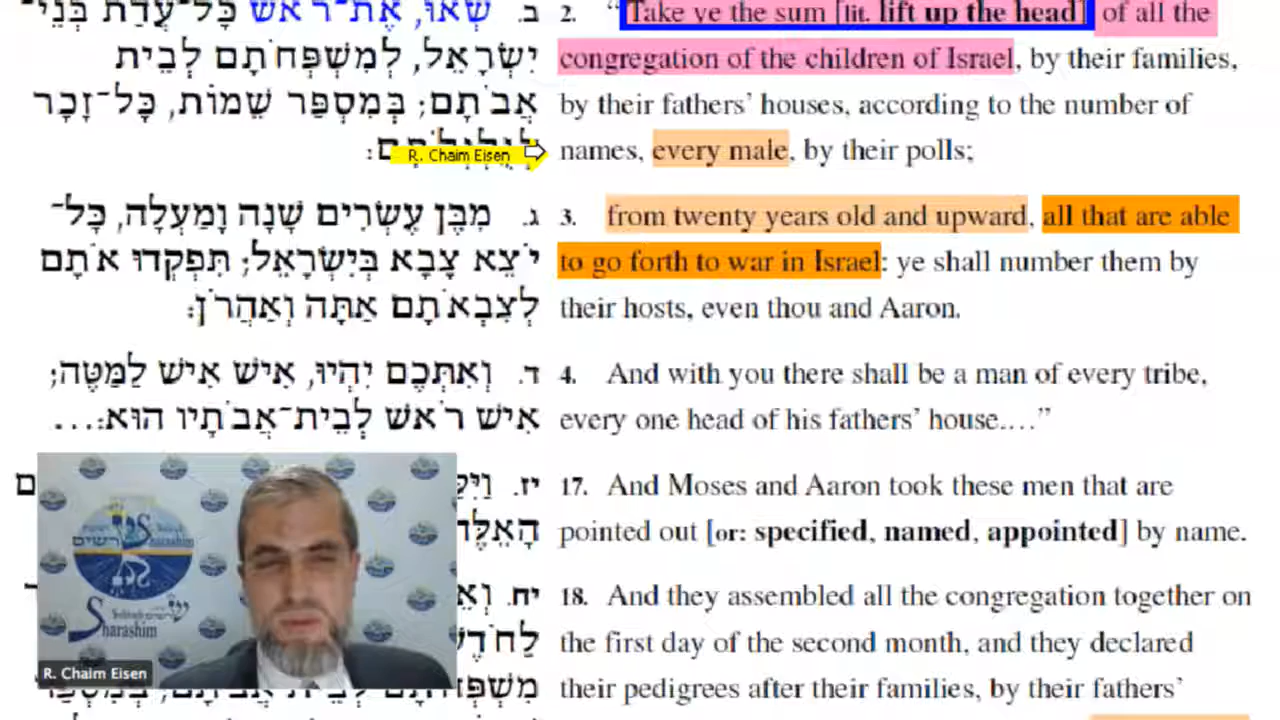 ב. שְׂאוּ, אֶת־רֹאשׁ כׇּל־עֲדַת בְּנֵי־
יִשְׂרָאֵל, לְמִשְׁפְּחֹתָם לְבֵית
אֲבֹתָם; בְּמִסְפַּר שֵׁמוֹת, כׇּל־זָכָר
2. “Take ye the sum [lit. lift up the head] of all the
congregation of the children of Israel, by their families,
by their fathers’ houses, according to the number of
names, every male, by their polls;
R. Chaim Eisen
ג. מִבֶּן עֶשְׂרִים שָׁנָה וָמַעְלָה, כׇּל־
יֹצֵא צָבָא בְּיִשְׂרָאֵל; תִּפְקְדוּ אֹתָם
לְצִבְאֹתָם אַתָּה וְאַהֲרֹן:
3. from twenty years old and upward, all that are able
to go forth to war in Israel: ye shall number them by
their hosts, even thou and Aaron.
ד. וְאִתְּכֶם יִהְיוּ, אִישׁ אִישׁ לַמַּטֶּה;
אִישׁ רֹאשׁ לְבֵית־אֲבֹתָיו הוּא:...
4. And with you there shall be a man of every tribe,
every one head of his fathers’ house.…”
יז.
הָאֵלֶּה
17. And Moses and Aaron took these men that are
pointed out [or: specified, named, appointed] by name.
יח.
18. And they assembled all the congregation together on
the first day of the second month, and they declared
their pedigrees after their families, by their fathers’
שרשים
Sharashim
Sharashim
R. Chaim Eisen